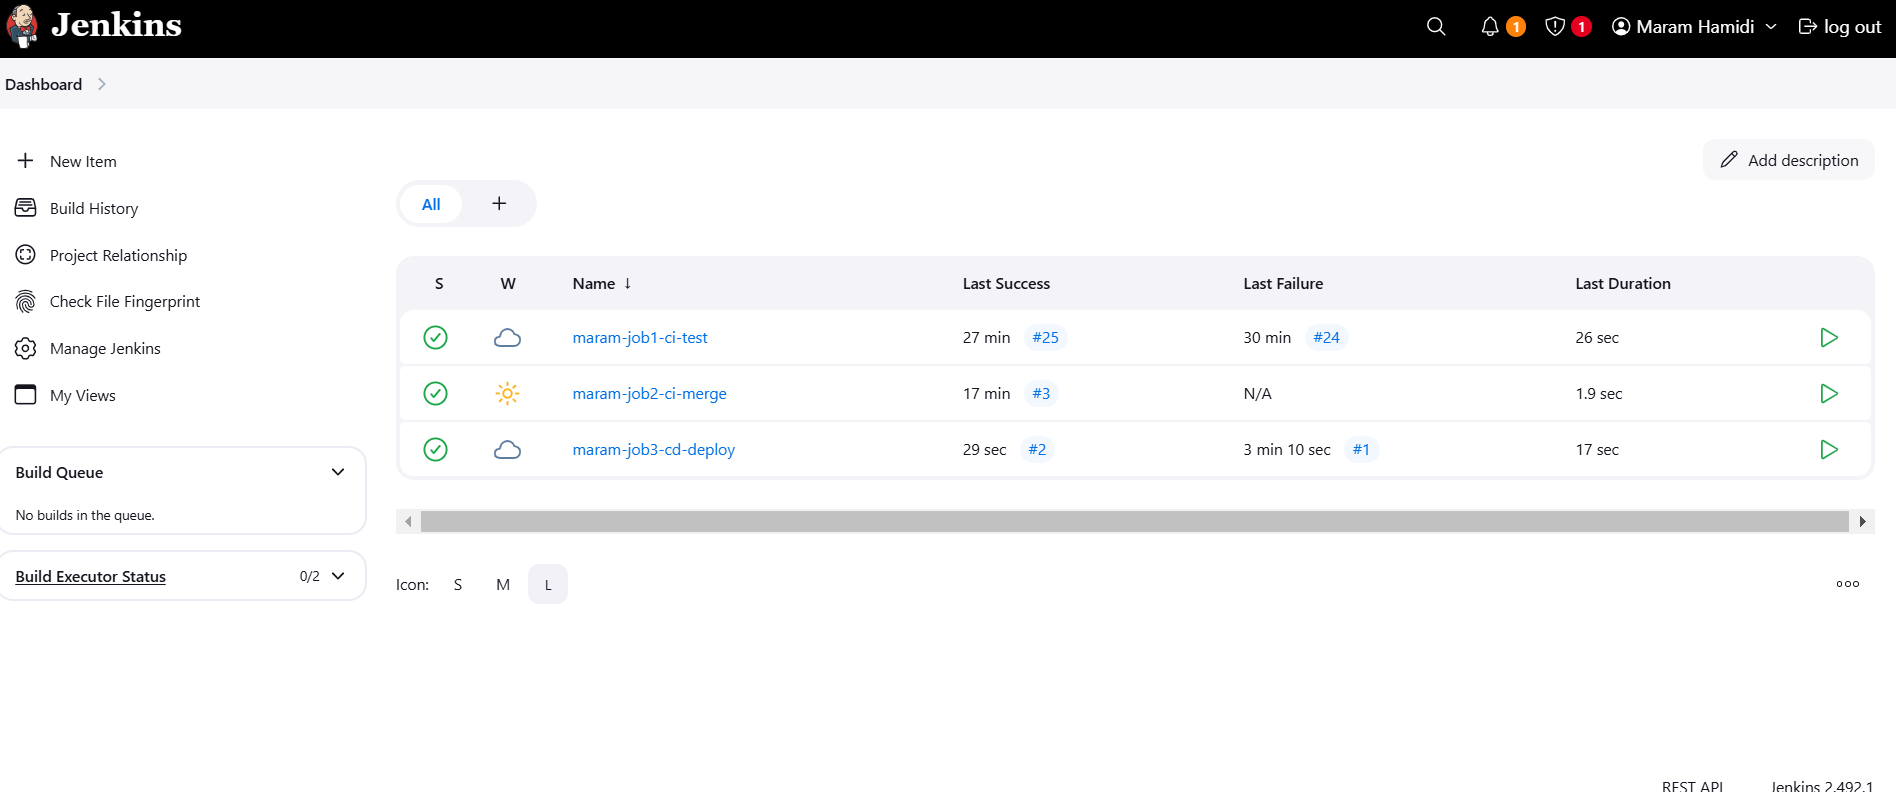 Jenkins
1
1
Maram Hamidi
log out
Dashboard
New Item
Build History
Project Relationship
Check File Fingerprint
Manage Jenkins
My Views
Build Queue
No builds in the queue.
Build Executor Status 0/2
Add description
All +
S W Name ↓ Last Success Last Failure Last Duration
maram-job1-ci-test 27 min #25 30 min #24 26 sec
maram-job2-ci-merge 17 min #3 N/A 1.9 sec
maram-job3-cd-deploy 29 sec #2 3 min 10 sec #1 17 sec
Icon: S M L
REST API Jenkins 2.492.1